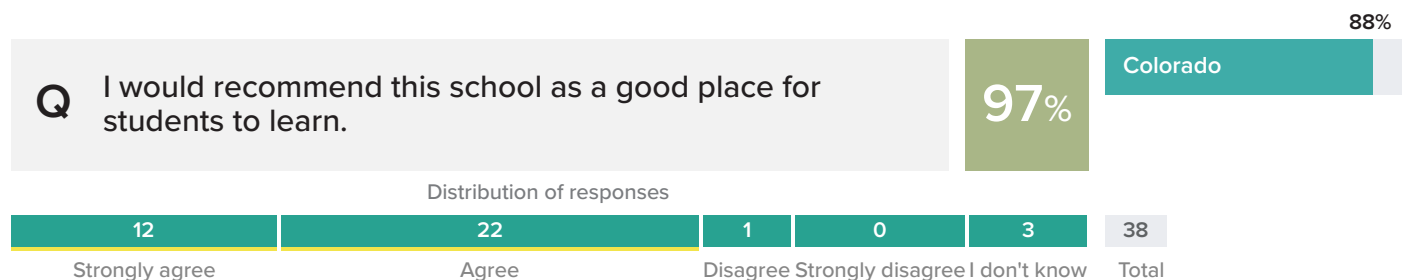 88%
Q
I would recommend this school as a good place for
students to learn.
97%
Colorado
Distribution of responses
12 22 1 0 3 38
Strongly agree Agree Disagree Strongly disagree I don't know Total